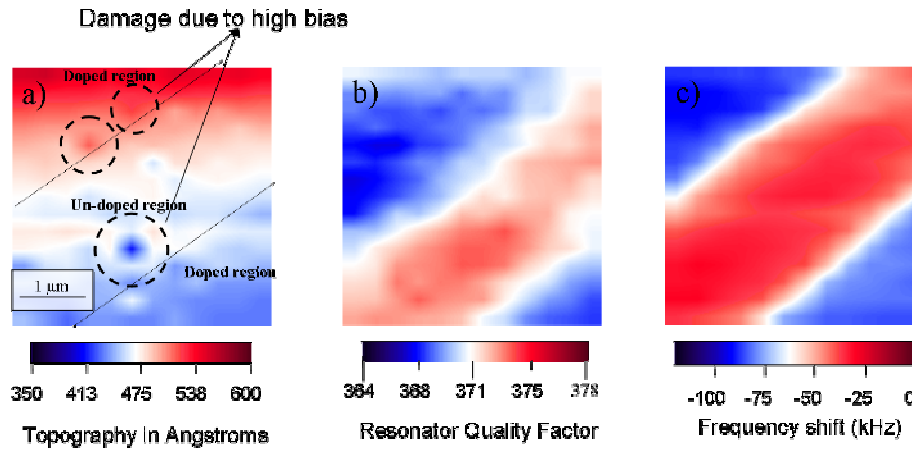 Damage due to high bias
a)
Doped region
Un-doped region
Doped region
1 μm
b)
c)
350 413 475 538 600
Topography In Angstroms
364 368 371 375 378
Resonator Quality Factor
-100 -75 -50 -25 0
Frequency shift (kHz)